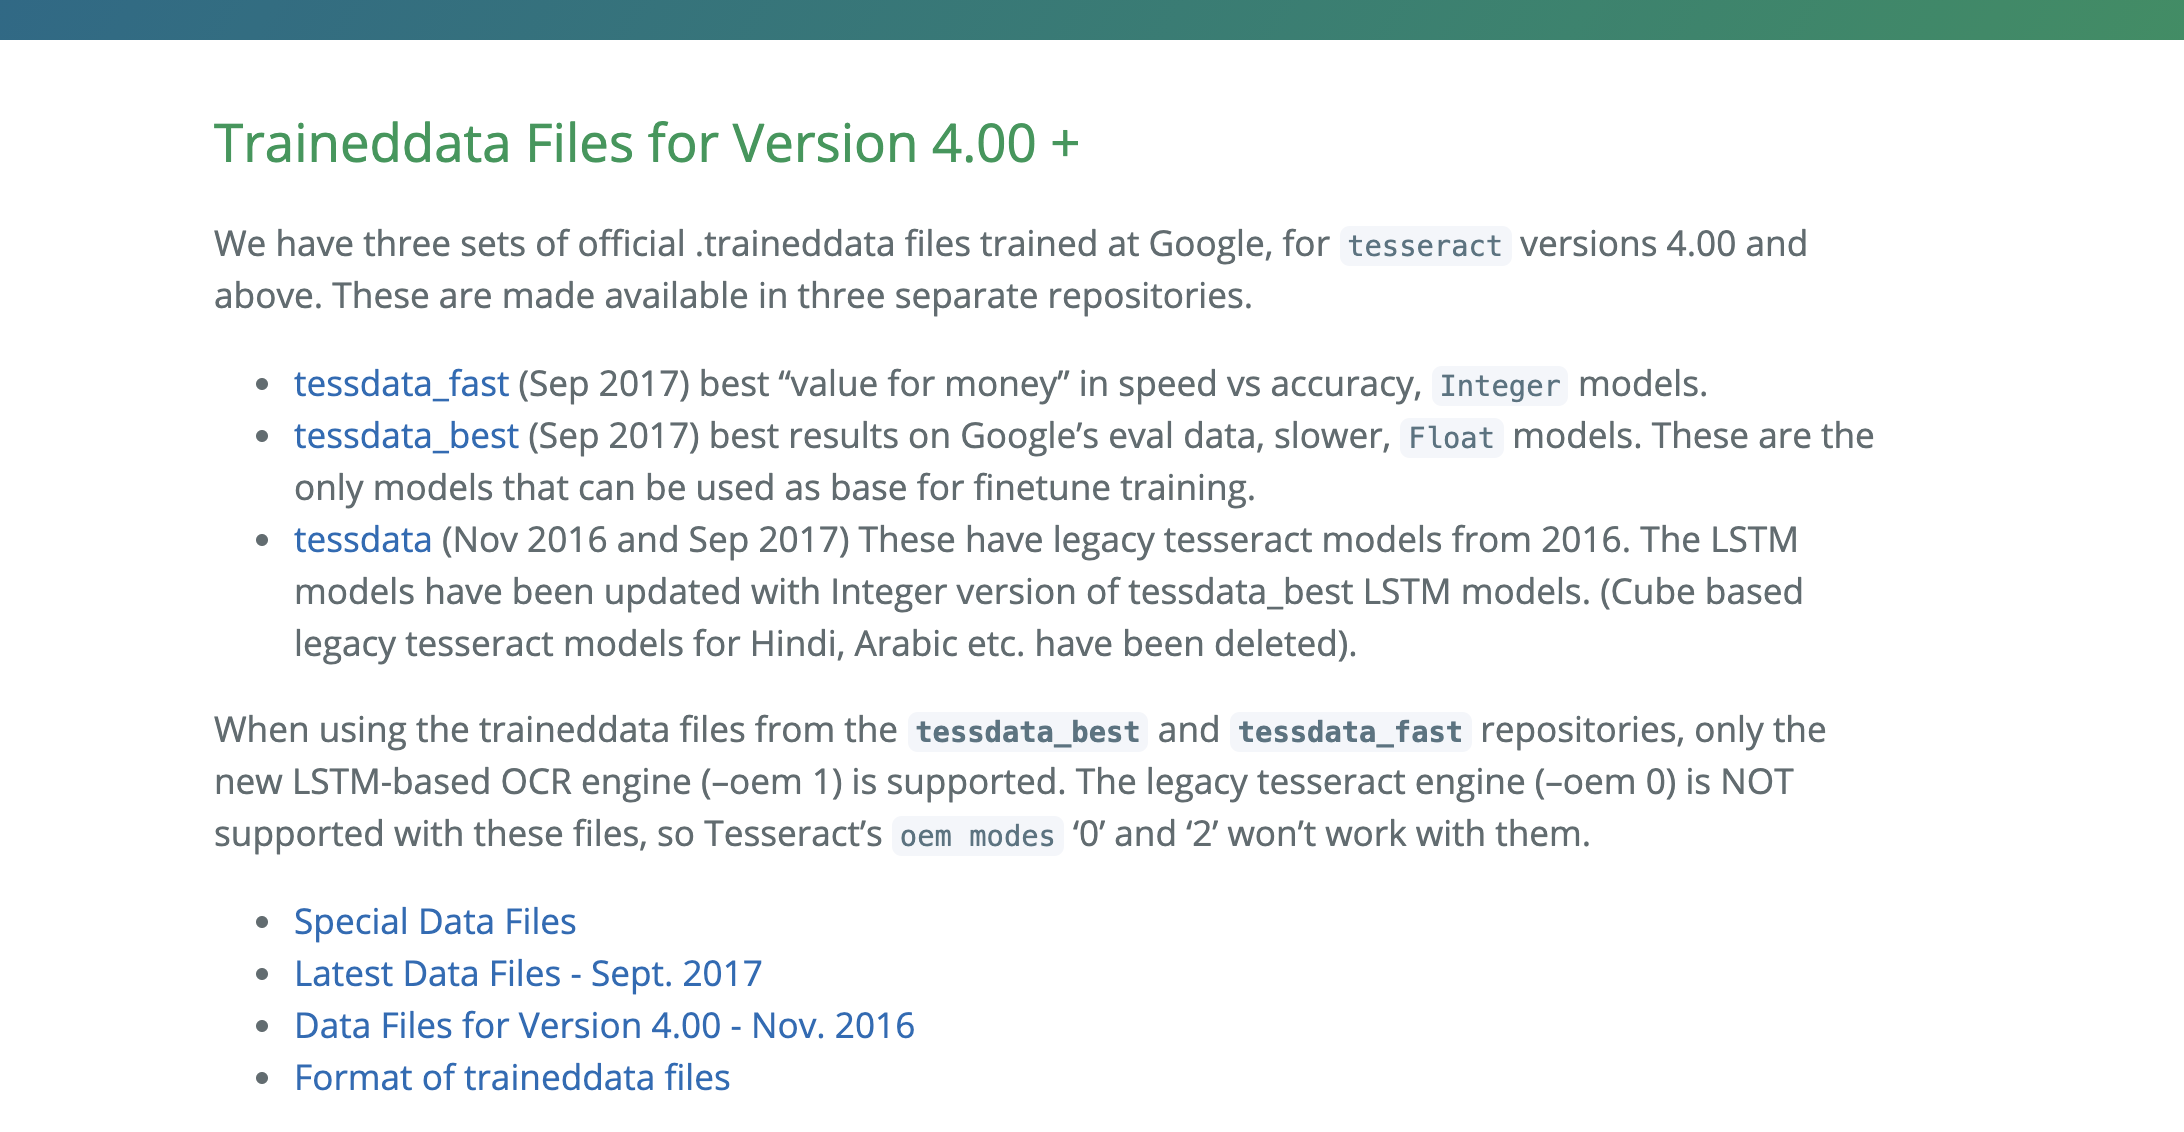 Traineddata Files for Version 4.00 +
We have three sets of official .traineddata files trained at Google, for tesseract versions 4.00 and
above. These are made available in three separate repositories.
• tessdata_fast (Sep 2017) best “value for money” in speed vs accuracy, Integer models.
• tessdata_best (Sep 2017) best results on Google’s eval data, slower, Float models. These are the
only models that can be used as base for finetune training.
• tessdata (Nov 2016 and Sep 2017) These have legacy tesseract models from 2016. The LSTM
models have been updated with Integer version of tessdata_best LSTM models. (Cube based
legacy tesseract models for Hindi, Arabic etc. have been deleted).
When using the traineddata files from the tessdata_best and tessdata_fast repositories, only the
new LSTM-based OCR engine (–oem 1) is supported. The legacy tesseract engine (–oem 0) is NOT
supported with these files, so Tesseract’s oem modes ‘0’ and ‘2’ won’t work with them.
• Special Data Files
• Latest Data Files - Sept. 2017
• Data Files for Version 4.00 - Nov. 2016
• Format of traineddata files